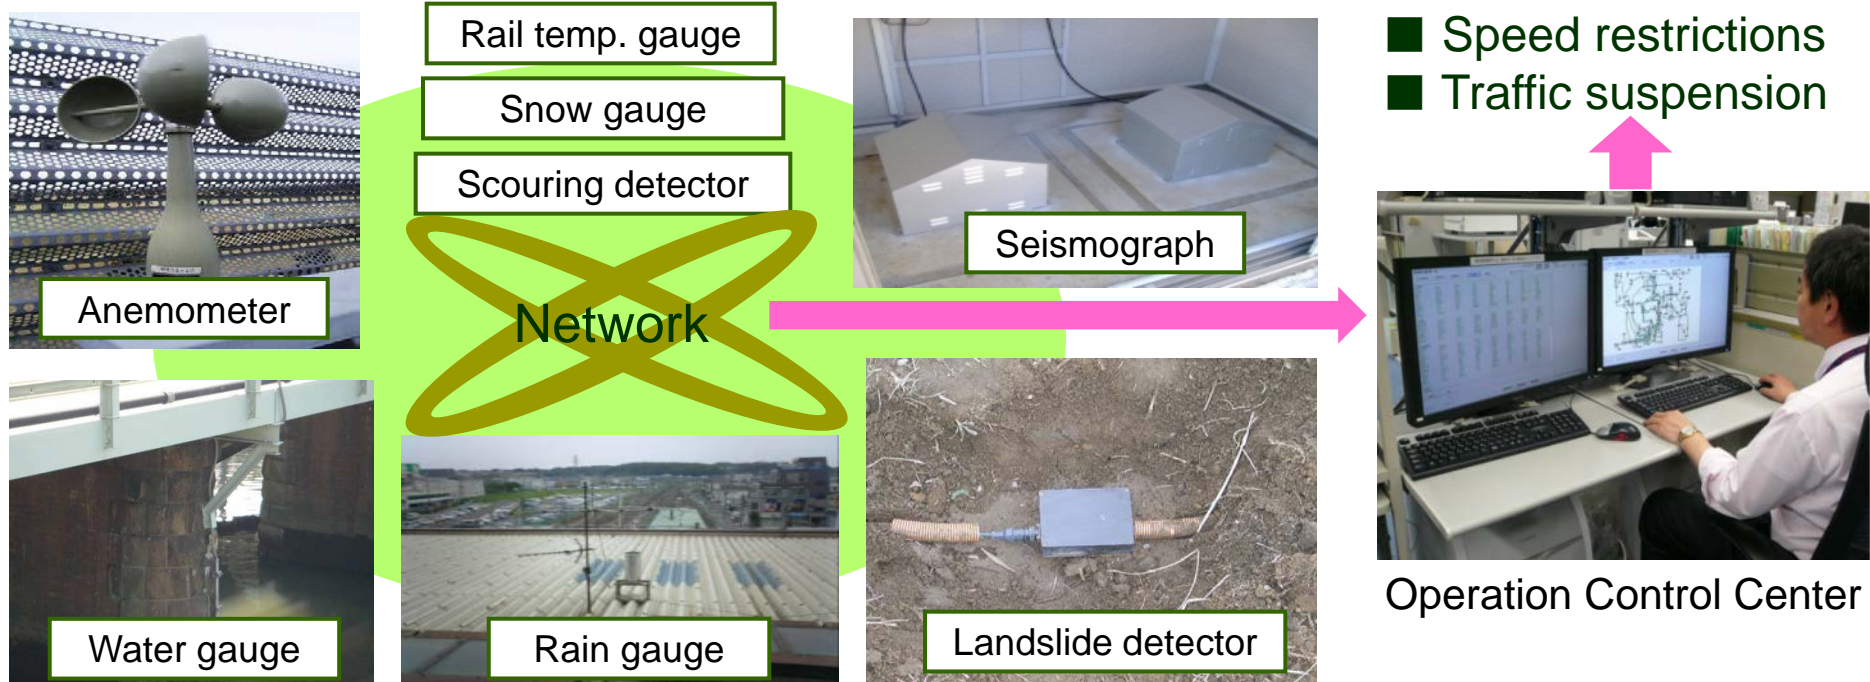 Rail temp. gauge
Snow gauge
Scouring detector
Anemometer
Seismograph
Network
Water gauge
Rain gauge
Landslide detector
■ Speed restrictions
■ Traffic suspension
Operation Control Center